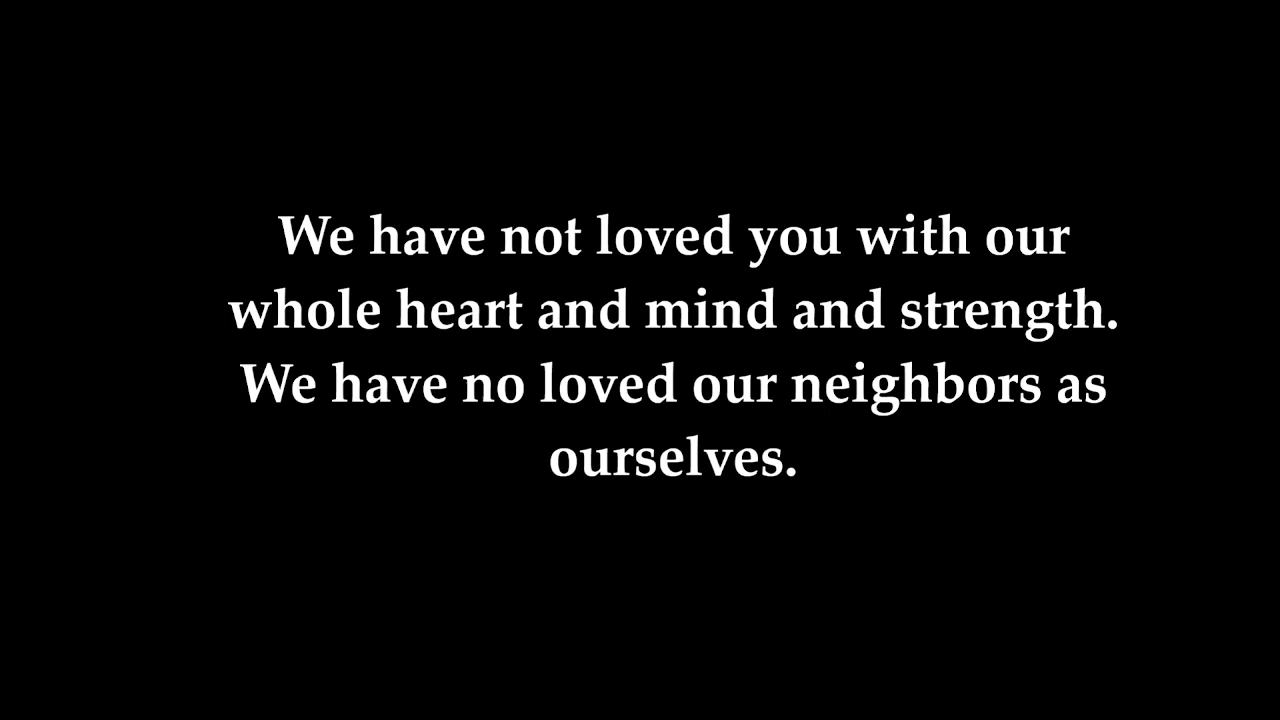 We have not loved you with our
whole heart and mind and strength.
We have no loved our neighbors as
ourselves.